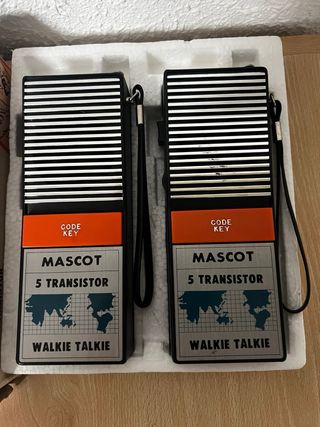 CODE
KEY
MASCOT
5 TRANSISTOR
WALKIE TALKIE
CODE
KEY
MASCOT
5 TRANSISTOR
WALKIE TALKIE